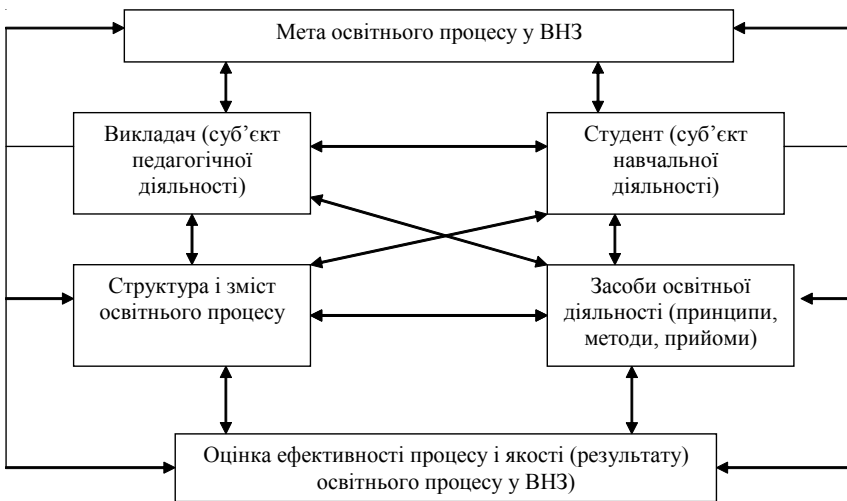 Мета освітнього процесу у ВНЗ
Викладач (суб’єкт
педагогічної
діяльності)
Студент (суб’єкт
навчальної
діяльності)
Структура і зміст
освітнього процесу
Засоби освітньої
діяльності (принципи,
методи, прийоми)
Оцінка ефективності процесу і якості (результату)
освітнього процесу у ВНЗ)